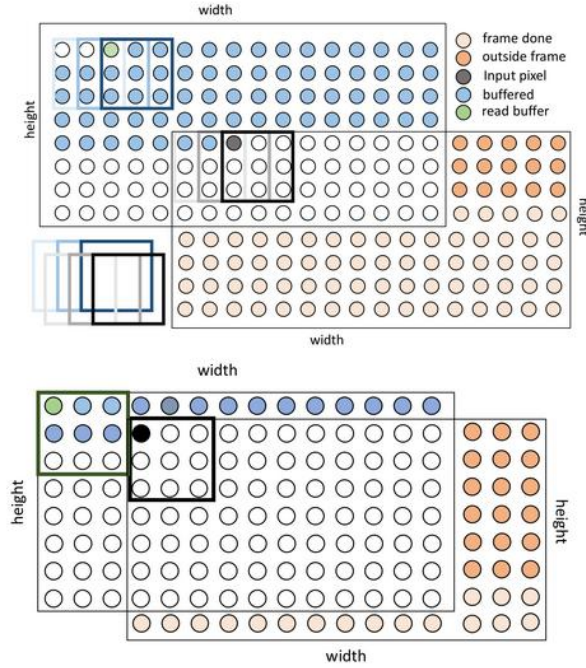 width
frame done
outside frame
Input pixel
buffered
read buffer
height
height
width
width
height
height
width